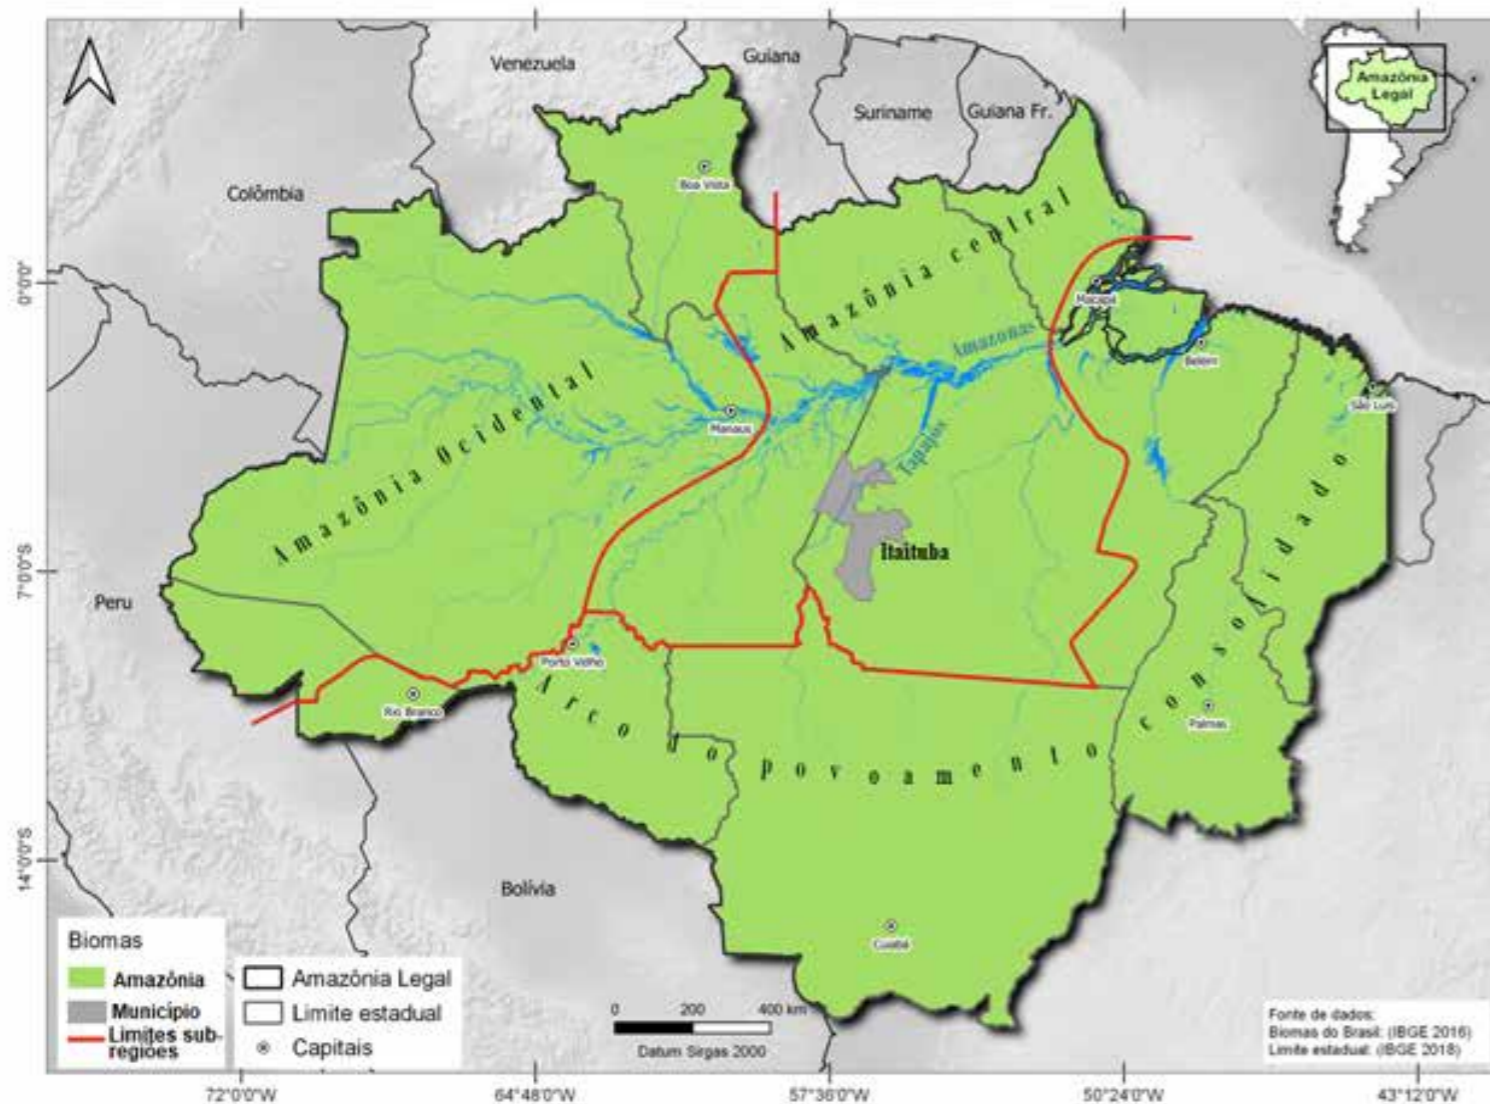 Venezuela
Guiana
Suriname
Guiana Fr.
Amazônia
Legal
Colômbia
Boa Vista
Amazônia central
0°0'0"
Macapá
Amazonas
Belém
São Luís
Manaus
Amazônia Ocidental
Tapajós
Itaituba
7°0'0"S
Peru
Porto Velho
Rio Branco
Palmas
Arco do povoamento consolidado
14°0'0"S
Bolívia
Cuiabá
Biomas
Amazônia
Município
Limites sub-
regiões
Amazônia Legal
Limite estadual
Capitais
0 200 400 km
Datum Sirgas 2000
Fonte de dados:
Biomas do Brasil: (IBGE 2016)
Limite estadual: (IBGE 2018)
72°0'0"W
64°48'0"W
57°36'0"W
50°24'0"W
43°12'0"W